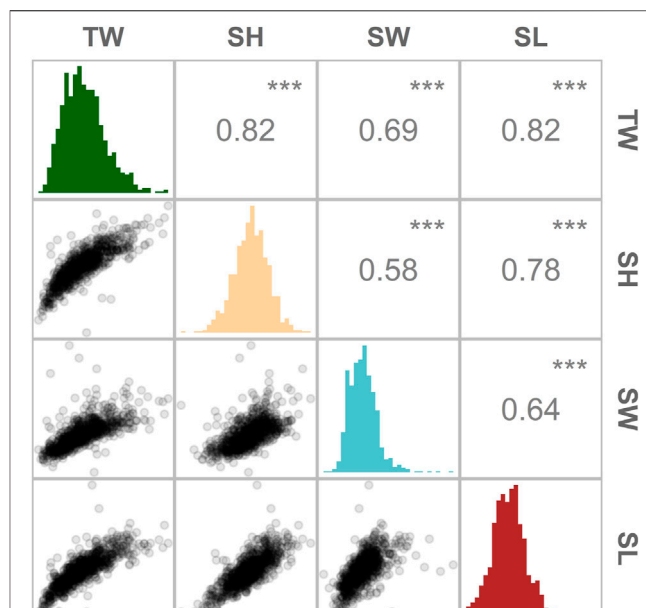 TW SH SW SL
*** *** ***
0.82 0.69 0.82 TW
*** ***
0.58 0.78 SH
***
0.64 SW
SL